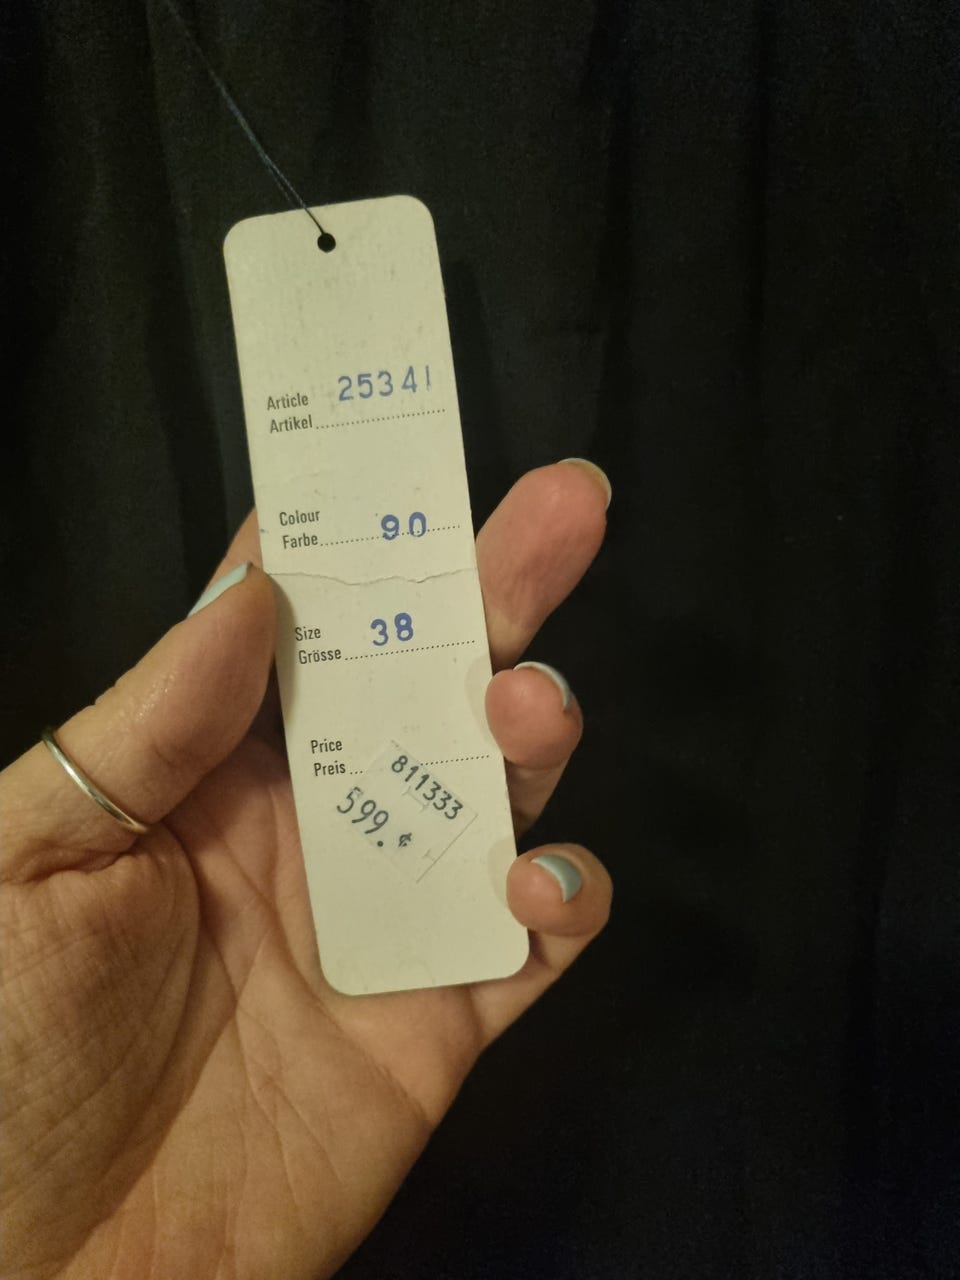 Article
Artikel.................. 25341
Colour
Farbe.................. 90
Size
Grösse.................. 38
Price
Preis..................
811333
599. ¢